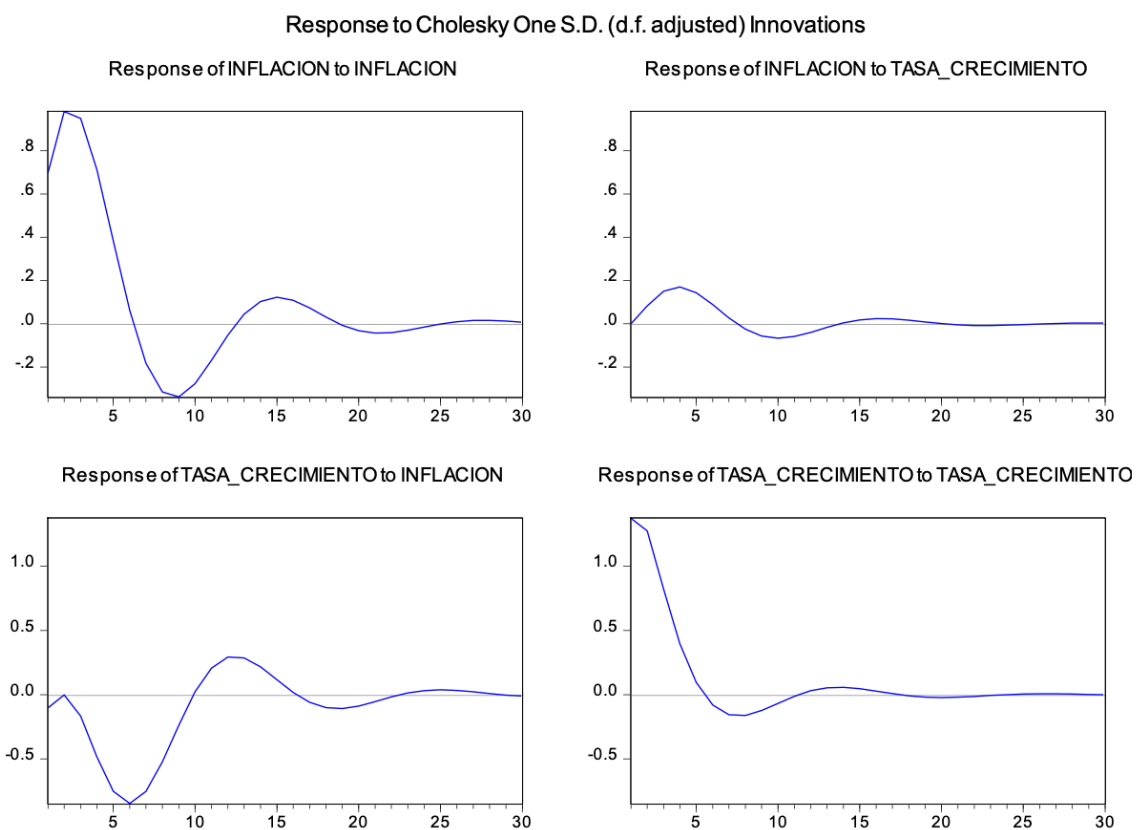 Response to Cholesky One S.D. (d.f. adjusted) Innovations
Response of INFLACION to INFLACION
Response of INFLACION to TASA_CRECIMIENTO
.8
.6
.4
.2
.0
-.2
5 10 15 20 25 30
.8
.6
.4
.2
.0
-.2
5 10 15 20 25 30
Response of TASA_CRECIMIENTO to INFLACION
Response of TASA_CRECIMIENTO to TASA_CRECIMIENTO
1.0
0.5
0.0
-0.5
5 10 15 20 25 30
1.0
0.5
0.0
-0.5
5 10 15 20 25 30